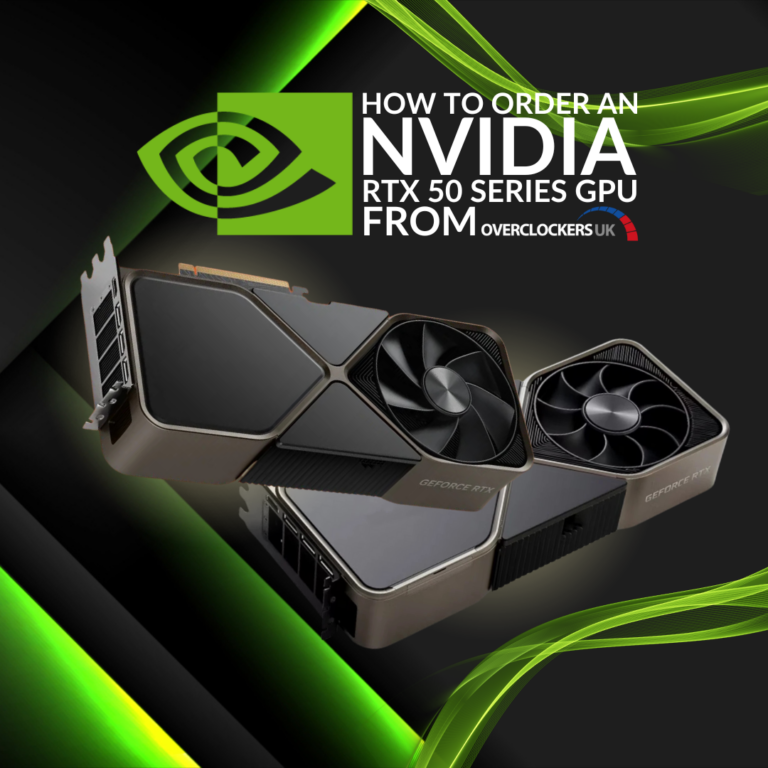 HOW TO ORDER AN
NVIDIA
RTX 50 SERIES GPU
FROM OVERCLOCKERS UK
GEFORCE RTX
GEFORCE RTX